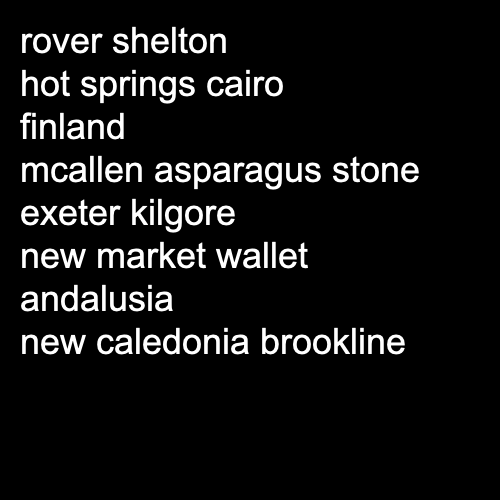 rover shelton
hot springs cairo
finland
mcallen asparagus stone
exeter kilgore
new market wallet
andalusia
new caledonia brookline